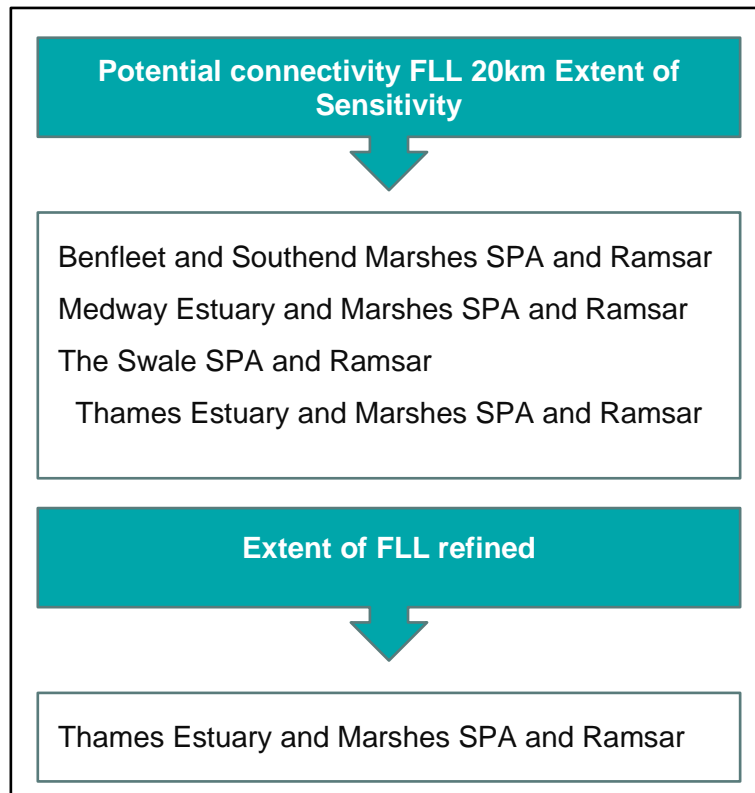 Potential connectivity FLL 20km Extent of
Sensitivity
Benfleet and Southend Marshes SPA and Ramsar
Medway Estuary and Marshes SPA and Ramsar
The Swale SPA and Ramsar
Thames Estuary and Marshes SPA and Ramsar
Extent of FLL refined
Thames Estuary and Marshes SPA and Ramsar